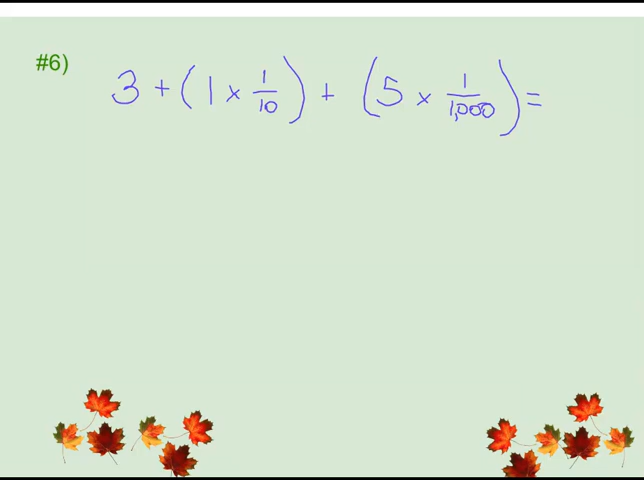 #6) 3 + (1 × 1/10) + (5 × 1/1,000) =